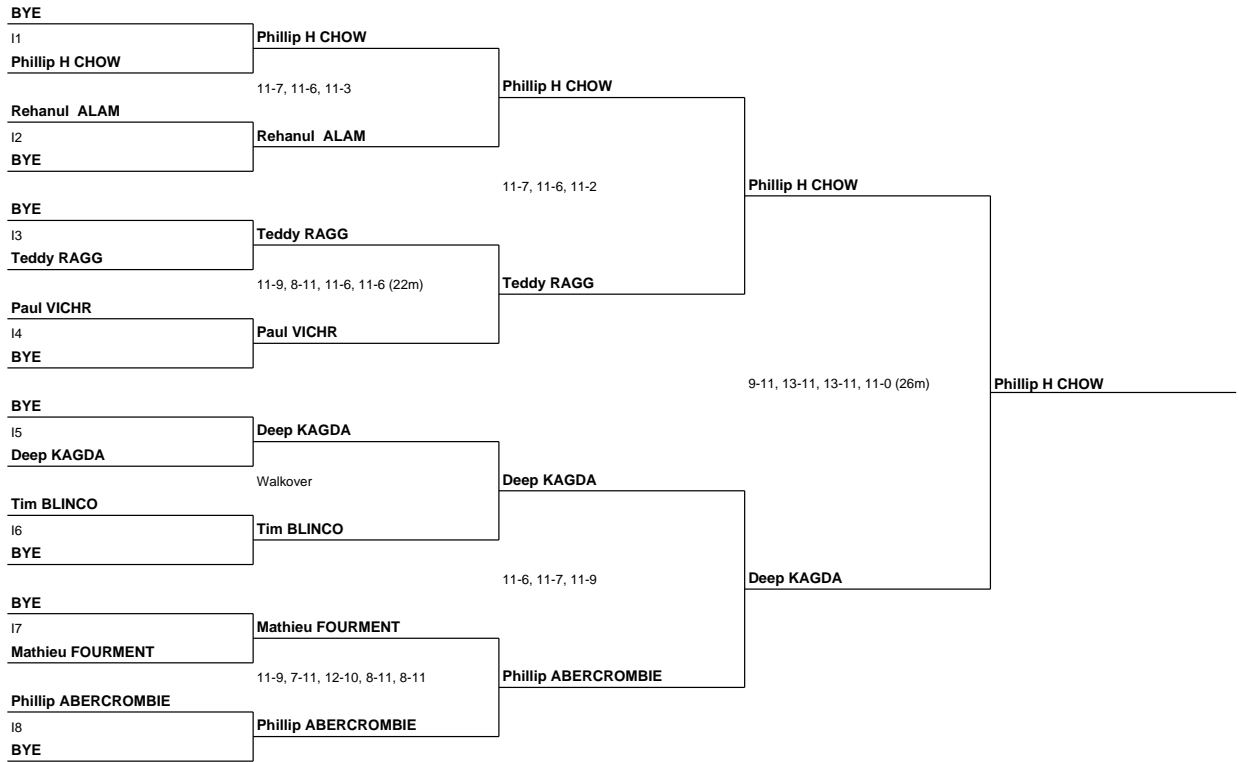 BYE
I1
Phillip H CHOW
Phillip H CHOW
11-7, 11-6, 11-3
Rehanul ALAM
I2
BYE
Rehanul ALAM
Phillip H CHOW
11-7, 11-6, 11-2
BYE
I3
Teddy RAGG
Teddy RAGG
11-9, 8-11, 11-6, 11-6 (22m)
Paul VICHR
I4
BYE
Paul VICHR
Teddy RAGG
Phillip H CHOW
9-11, 13-11, 13-11, 11-0 (26m)
Phillip H CHOW
BYE
I5
Deep KAGDA
Deep KAGDA
Walkover
Tim BLINCO
I6
BYE
Tim BLINCO
Deep KAGDA
11-6, 11-7, 11-9
Deep KAGDA
BYE
I7
Mathieu FOURMENT
Mathieu FOURMENT
11-9, 7-11, 12-10, 8-11, 8-11
Phillip ABERCROMBIE
I8
BYE
Phillip ABERCROMBIE
Phillip ABERCROMBIE